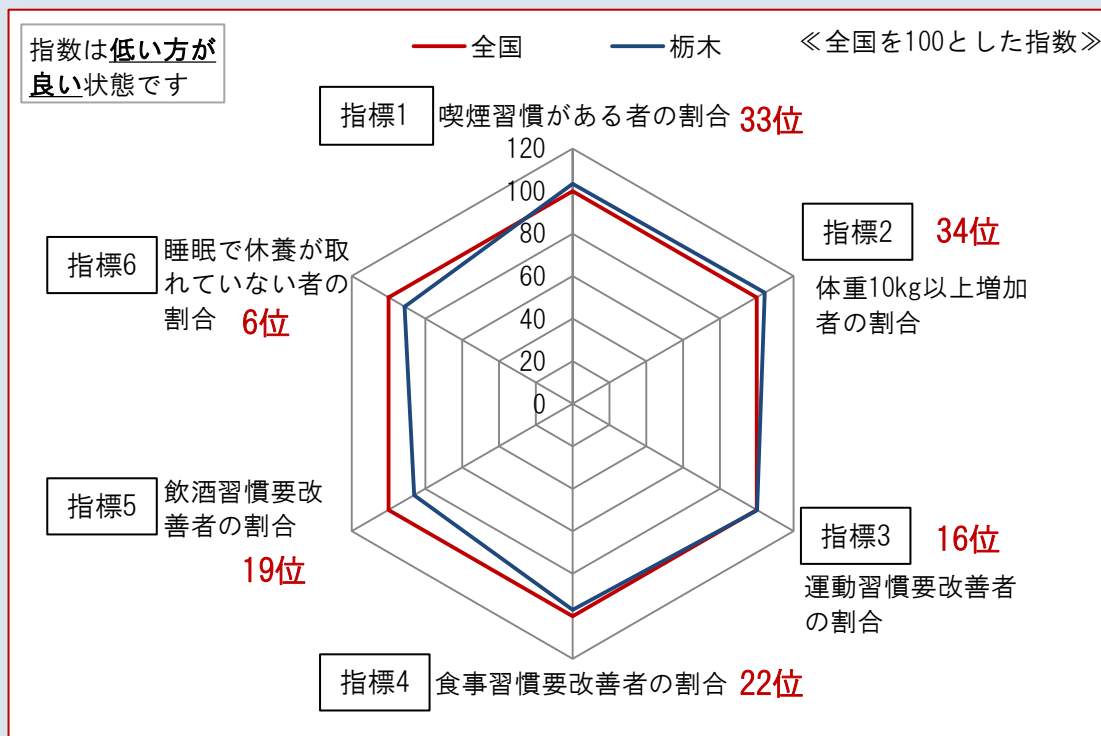 指数は低い方が
良い状態です
全国
栃木
≪全国を100とした指数≫
指標1
喫煙習慣がある者の割合
33位
120
100
80
60
40
20
0
指標2
34位
体重10kg以上増加
者の割合
指標3
16位
運動習慣要改善者
の割合
指標4
食事習慣要改善者の割合
22位
指標5
飲酒習慣要改
善者の割合
19位
指標6
睡眠で休養が取
れていない者の
割合
6位